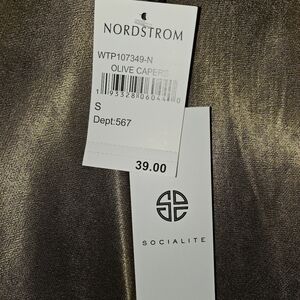 NORDSTROM
WTP107349-N
OLIVE CAPERS
S
Dept:567
39.00
SOCIALITE